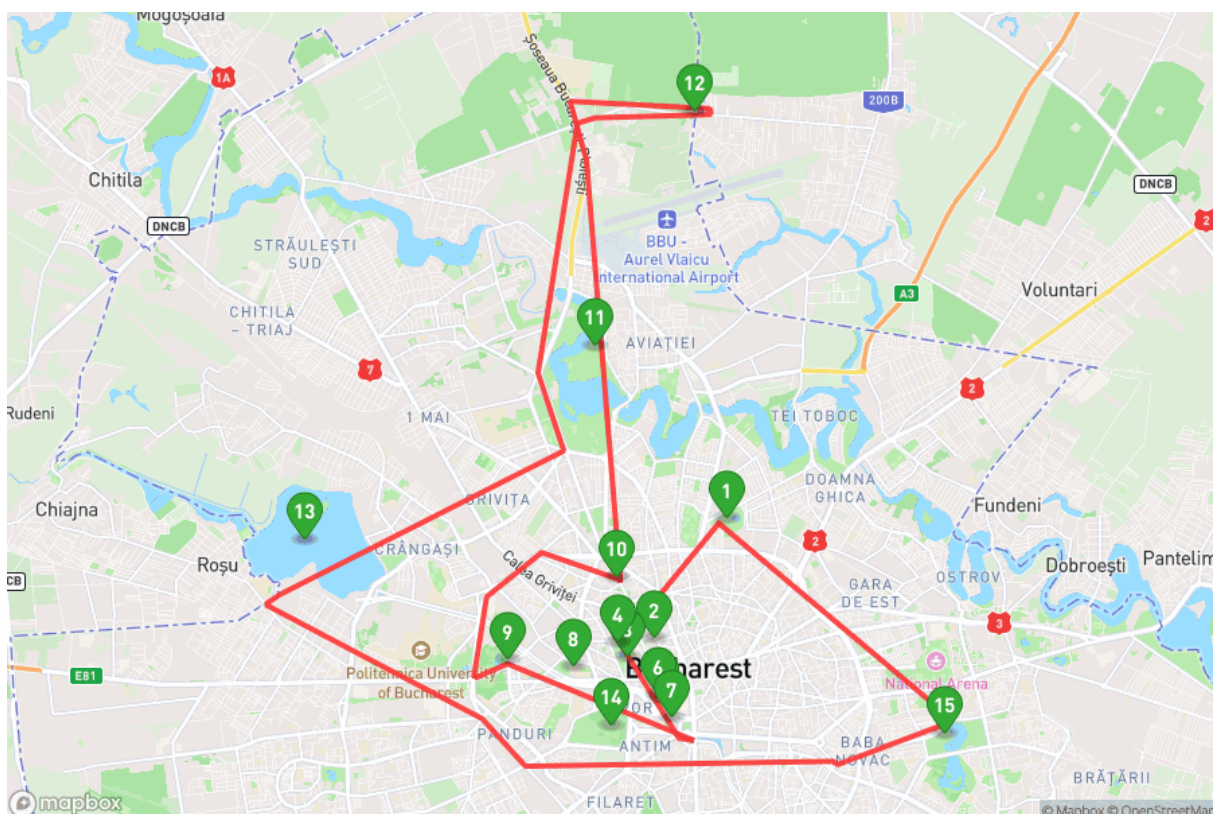 Mogoșoaia
1A
Șoseaua București-Ploiești
12
200B
Chitila
DNCB
DNCB
2
STRĂULEȘTI
SUD
BBU -
Aurel Vlaicu
International Airport
A3
Voluntari
CHITILA
– TRIAJ
11
AVIAȚIEI
7
2
Rudeni
1 MAI
TEI TOBOC
DOAMNA
GHICA
1
Chiajna
GRIVIȚA
Fundeni
13
2
CRÂNGAȘI
10
Roșu
Calea Griviței
Dobroești
Pantelim
CB
OSTROV
GARA
DE EST
4
2
3
3
9
8
Politehnica University
of Bucharest
National Arena
E81
6
Bucharest
7
14
15
PANDURI
ANTIM
BABA
NOVAC
BRĂȚĂRII
FILARET
mapbox
© Mapbox © OpenStreetMap